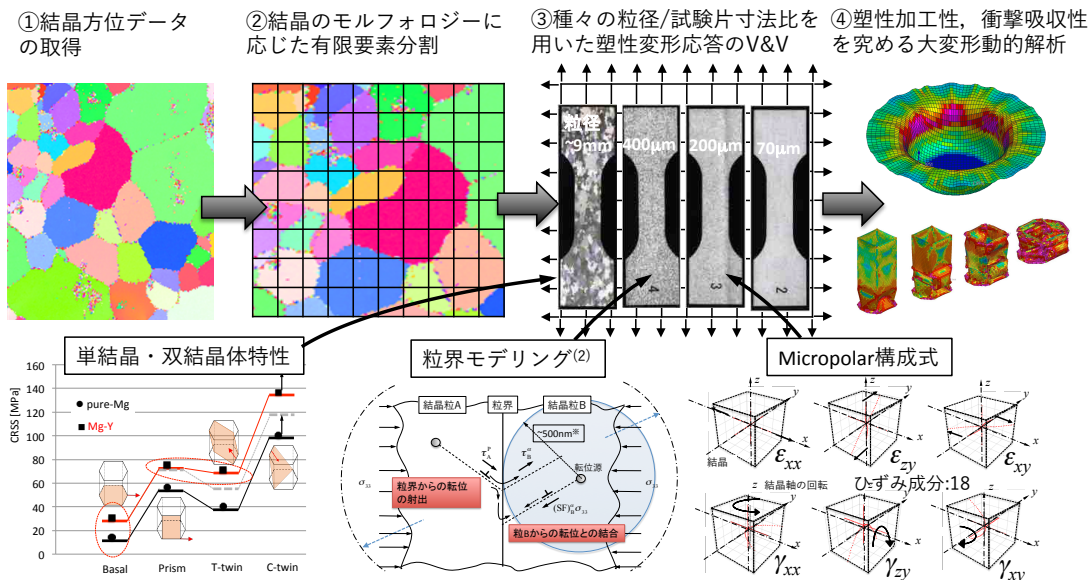 ①結晶方位データ
の取得
②結晶のモルフォロジーに
応じた有限要素分割
③種々の粒径/試験片寸法比を
用いた塑性変形応答のV&V
④塑性加工性，衝撃吸収性
を究める大変形動的解析
粒径
~9mm
400μm
200μm
70μm
4
3
2
単結晶・双結晶体特性
粒界モデリング(2)
Micropolar構成式
CRSS [MPa]
160
140
120
100
80
60
40
20
0
pure-Mg
Mg-Y
Basal
Prism
T-twin
C-twin
結晶粒A
粒界
結晶粒B
~500nm※
転位源
σ33
σ33
粒界からの転位
の射出
(SF)σ33
粒Bからの転位との結合
z
y
x
結晶
εxx
z
y
x
εzy
z
y
x
εxy
結晶軸の回転
ひずみ成分:18
z
y
x
γxx
z
y
x
γzy
z
y
x
γxy